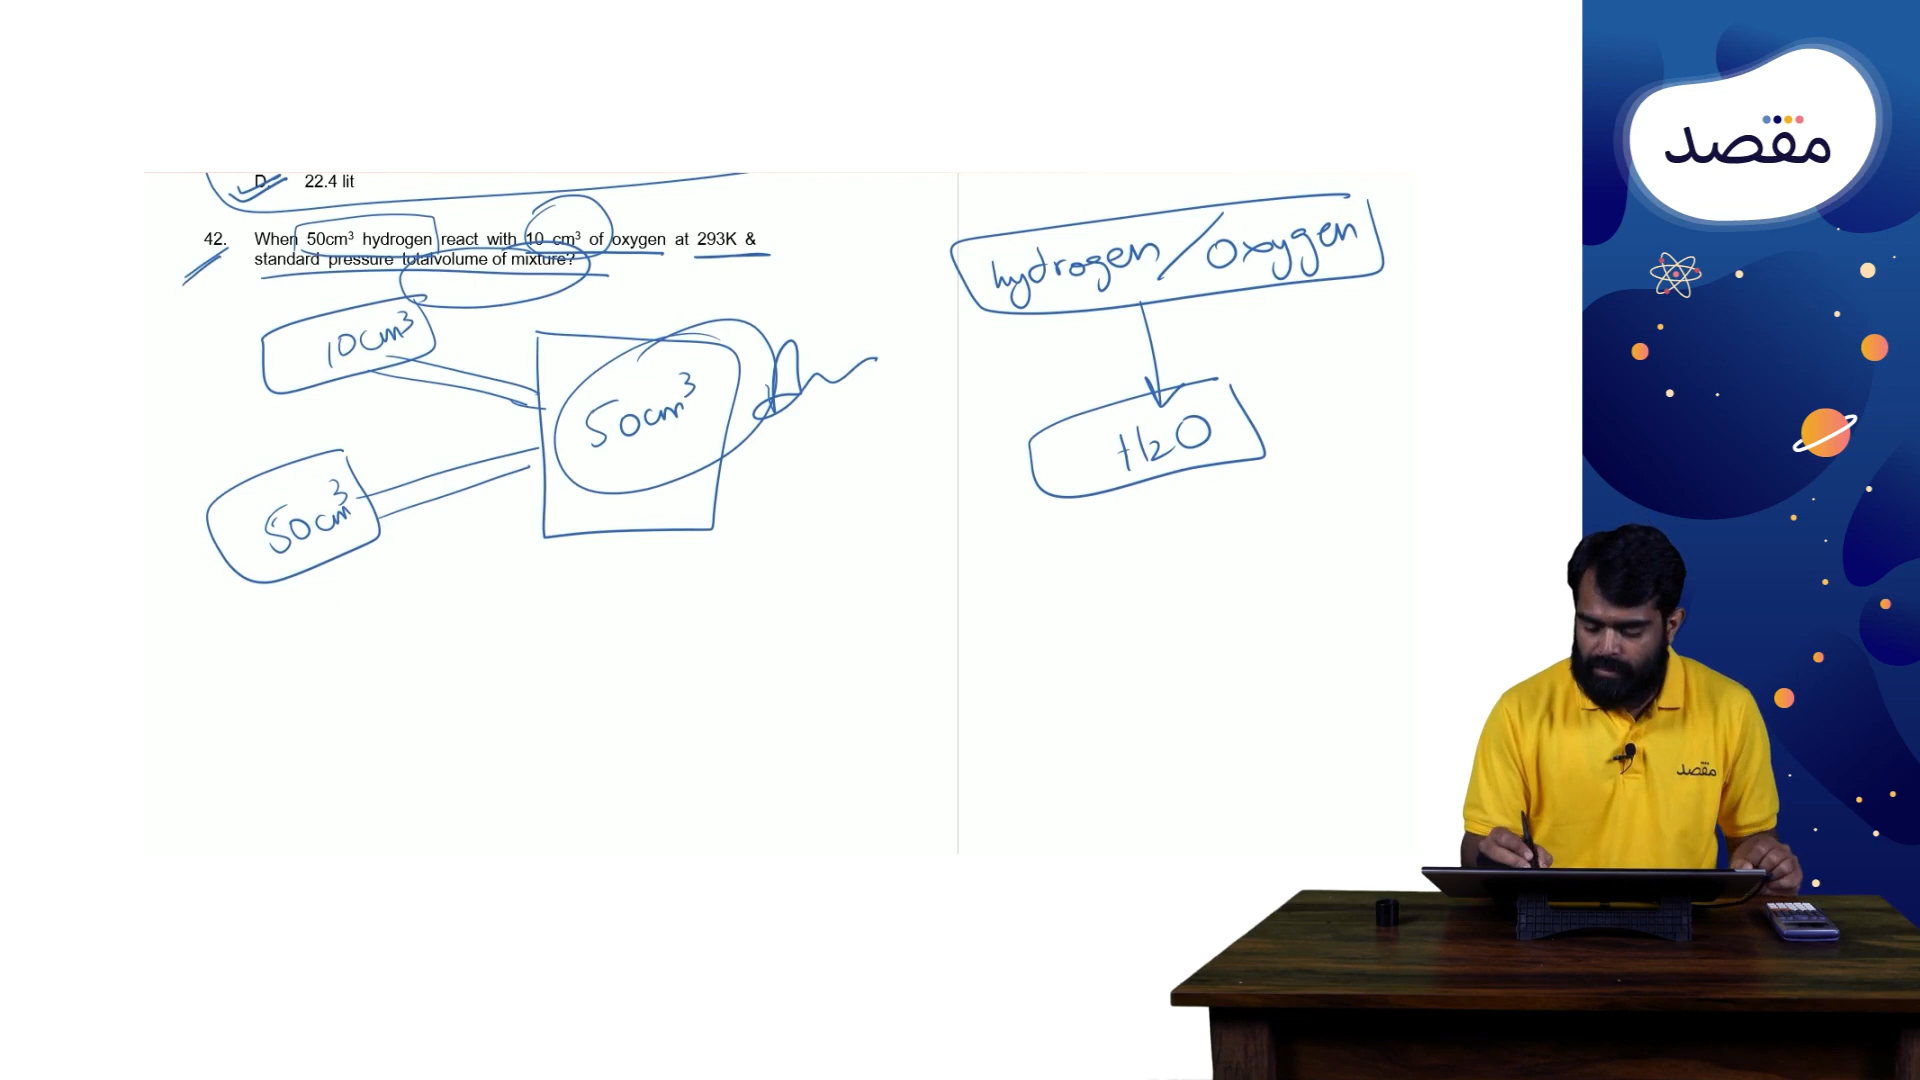 D. 22.4 lit
42. When 50cm³ hydrogen react with 10 cm³ of oxygen at 293K &
standard pressure totalvolume of mixture?
10cm³
50cm³
50cm³
hydrogen/oxygen
H2O
مقصد
مقصد